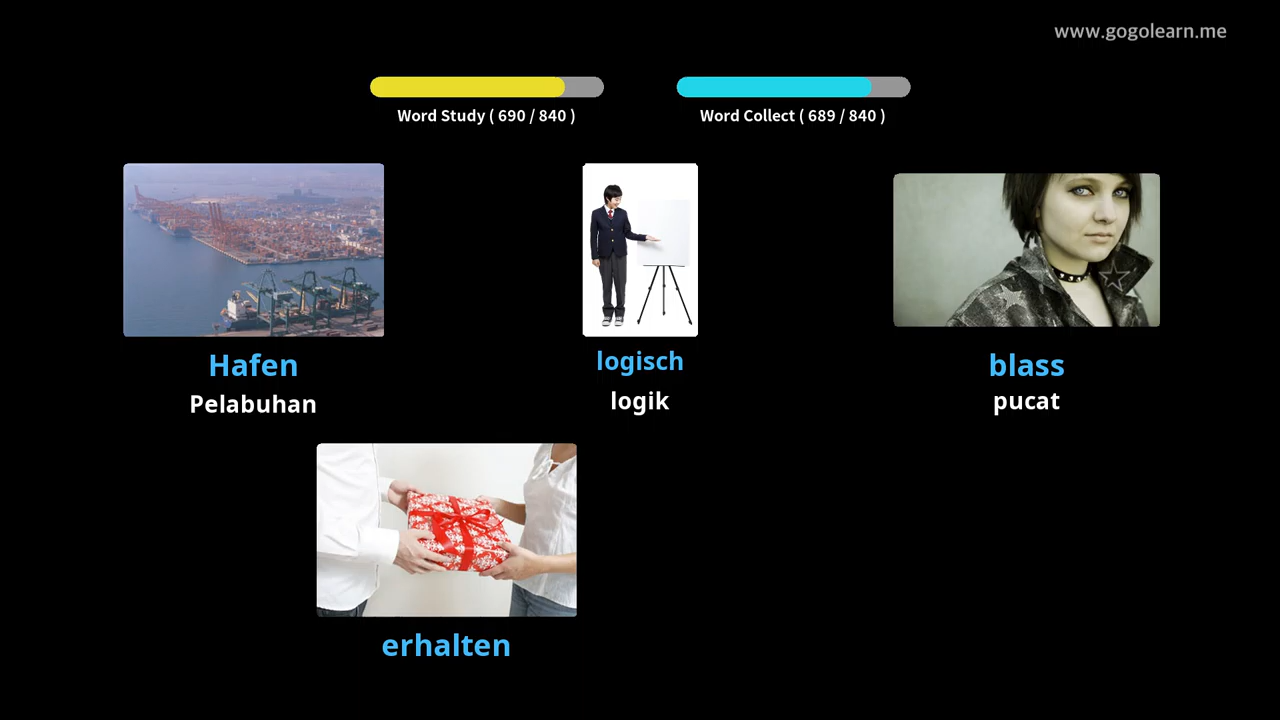 www.gogolearn.me
Word Study ( 690 / 840 )
Word Collect ( 689 / 840 )
Hafen
Pelabuhan
logisch
logik
blass
pucat
erhalten